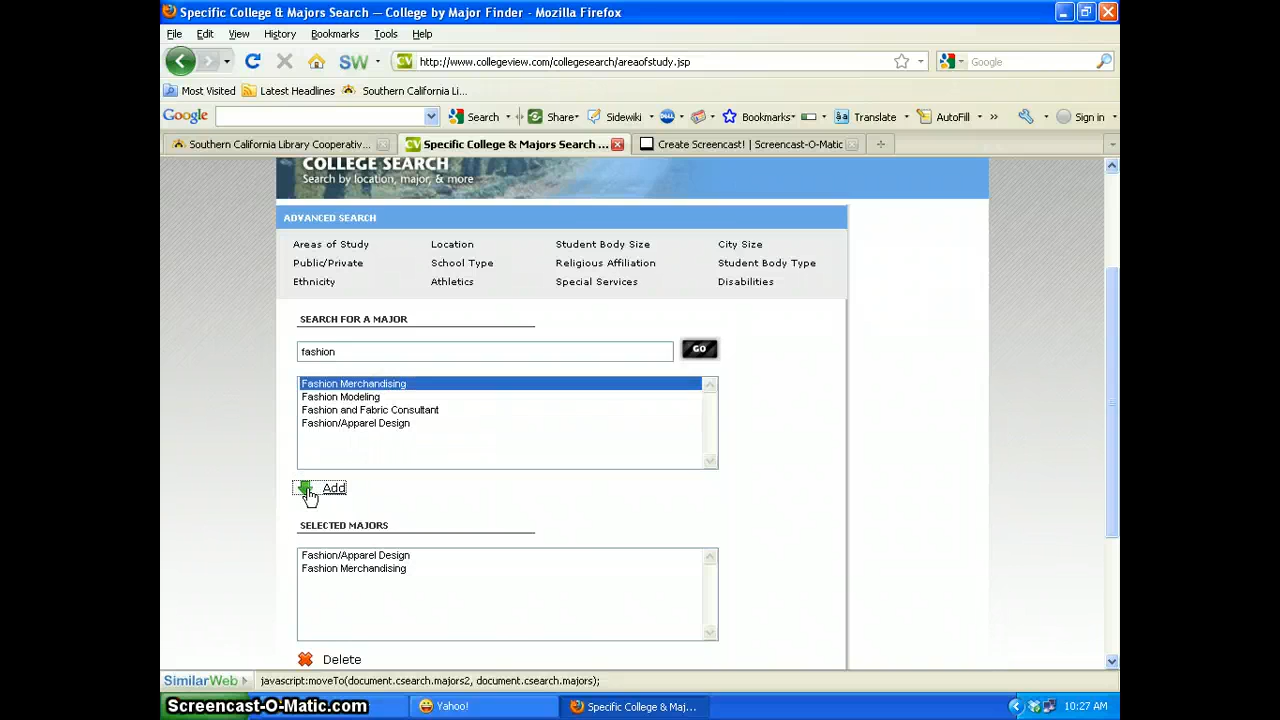 Specific College & Majors Search — College by Major Finder - Mozilla Firefox
File Edit View History Bookmarks Tools Help
SW CV http://www.collegeview.com/collegesearch/areaofstudy.jsp Google
Most Visited Latest Headlines Southern California Li...
Google Search Share Sidewiki Bookmarks Translate AutoFill » Sign in
Southern California Library Cooperativ... CV Specific College & Majors Search ... Create Screencast! | Screencast-O-Matic
COLLEGE SEARCH
Search by location, major, & more
ADVANCED SEARCH
Areas of Study Location Student Body Size City Size
Public/Private School Type Religious Affiliation Student Body Type
Ethnicity Athletics Special Services Disabilities
SEARCH FOR A MAJOR
fashion GO
Fashion Merchandising
Fashion Modeling
Fashion and Fabric Consultant
Fashion/Apparel Design
Add
SELECTED MAJORS
Fashion/Apparel Design
Fashion Merchandising
Delete
SimilarWeb javascript:moveTo(document.csearch.majors2, document.csearch.majors);
Screencast-O-Matic.com Yahoo! Specific College & Maj... 10:27 AM